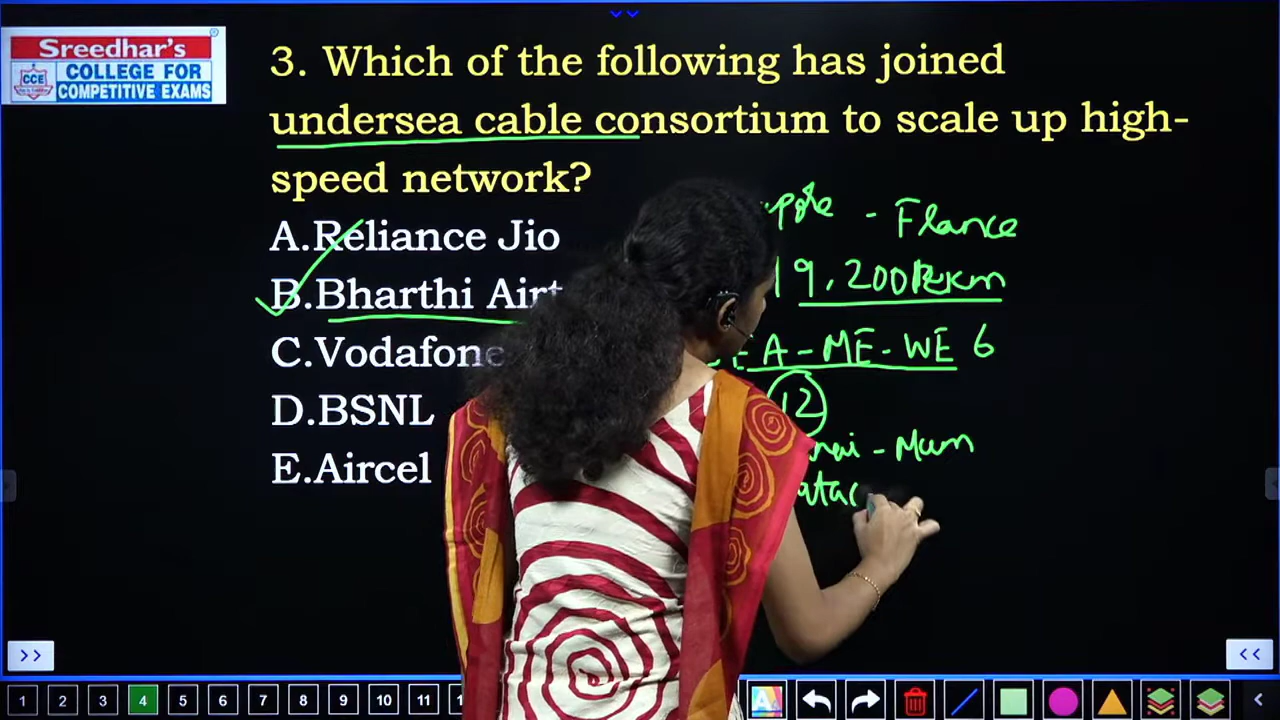 Sreedhar's
CCE
COLLEGE FOR
COMPETITIVE EXAMS
3. Which of the following has joined
undersea cable consortium to scale up high-
speed network?
A.Reliance Jio
B.Bharthi Airt
C.Vodafone
D.BSNL
E.Aircel
- France
19,200
A-ME-WE 6
12
- Mum
>>
<<
1 2 3 4 5 6 7 8 9 10 11